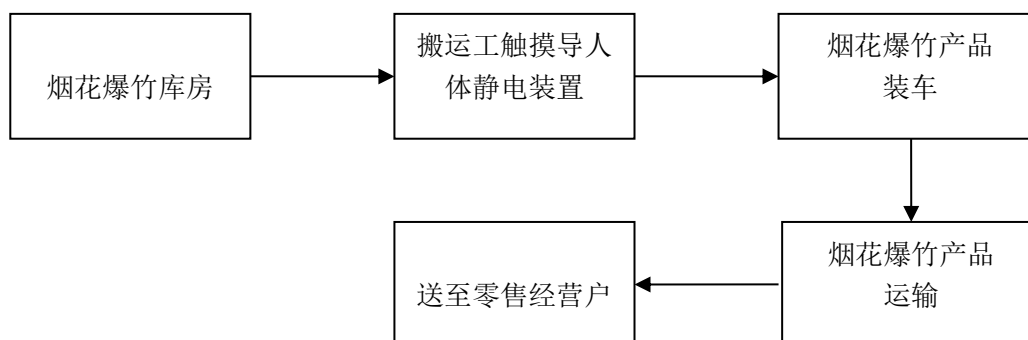 烟花爆竹库房
搬运工触摸导人
体静电装置
烟花爆竹产品
装车
烟花爆竹产品
运输
送至零售经营户